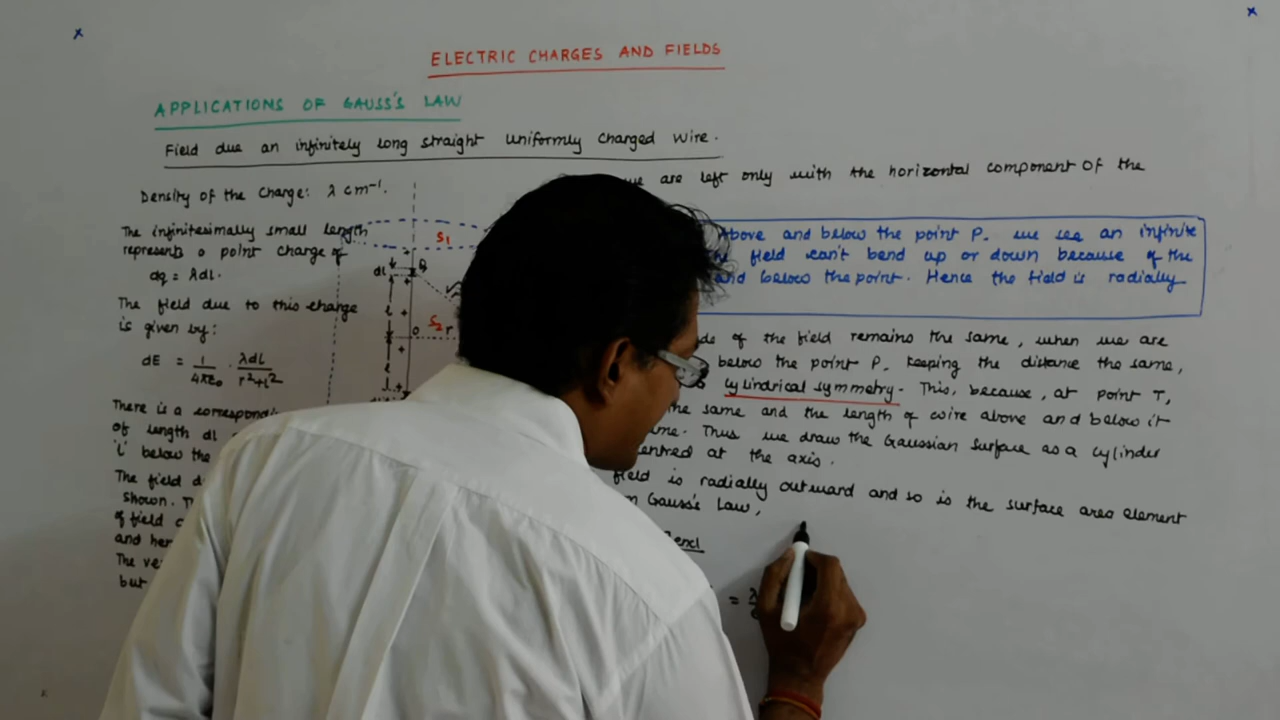 ELECTRIC CHARGES AND FIELDS
APPLICATIONS OF GAUSS'S LAW
Field due an infinitely long straight uniformly charged wire.
Density of the Charge: λ cm⁻¹.
The infinitesimally small length
represents a point charge of
dq = λdl.
The field due to this charge
is given by:
dE = 1/4πε₀ · λdl/r²+l²
There is a correspondi
of length dl
'l' below the
The field d
shown. T
of field c
and her
The ve
but
S₁
dl
Q
l
S₂
O r
l
we are left only with the horizontal component of the
Above and below the point P. we see an infinite
field can't bend up or down because of the
and below the point. Hence the field is radially
of the field remains the same, when we are
below the point P. Keeping the distance the same,
cylindrical symmetry. This, because, at point T,
the same and the length of wire above and below it
Thus we draw the Gaussian Surface as a cylinder
centred at the axis.
field is radially outward and so is the surface area element
Gauss's Law,
encl
= λ